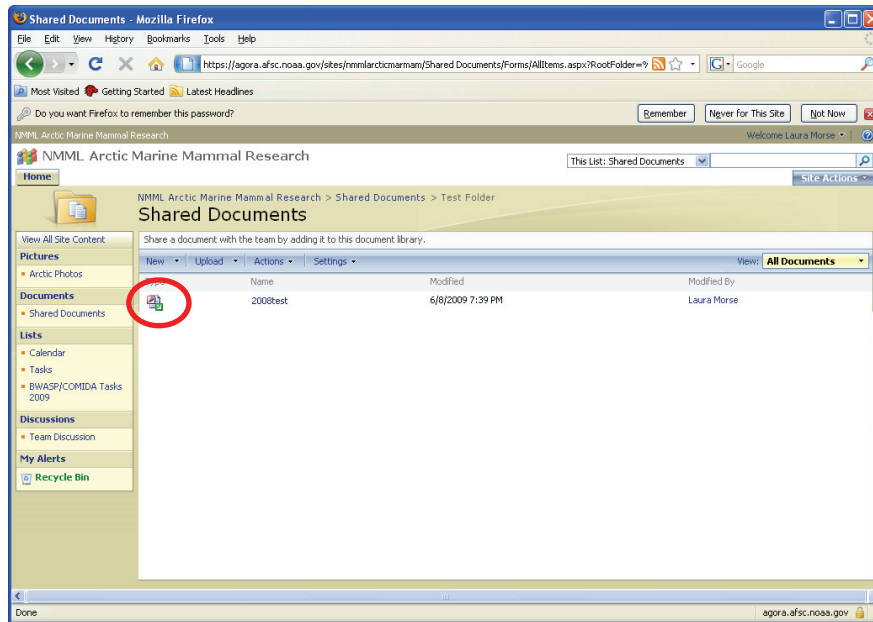 Shared Documents - Mozilla Firefox
File Edit View History Bookmarks Tools Help
https://agora.afsc.noaa.gov/sites/nmmlarcticmarmam/Shared Documents/Forms/AllItems.aspx?RootFolder=% Google
Most Visited Getting Started Latest Headlines
Do you want Firefox to remember this password? Remember Never for This Site Not Now
NMML Arctic Marine Mammal Research Welcome Laura Morse
NMML Arctic Marine Mammal Research This List: Shared Documents
Home Site Actions
NMML Arctic Marine Mammal Research > Shared Documents > Test Folder
Shared Documents
View All Site Content Share a document with the team by adding it to this document library.
Pictures New Upload Actions Settings View: All Documents
Arctic Photos Type Name Modified Modified By
Documents 2008test 6/8/2009 7:39 PM Laura Morse
Shared Documents
Lists
Calendar
Tasks
BWASP/COMIDA Tasks
2009
Discussions
Team Discussion
My Alerts
Recycle Bin
Done agora.afsc.noaa.gov